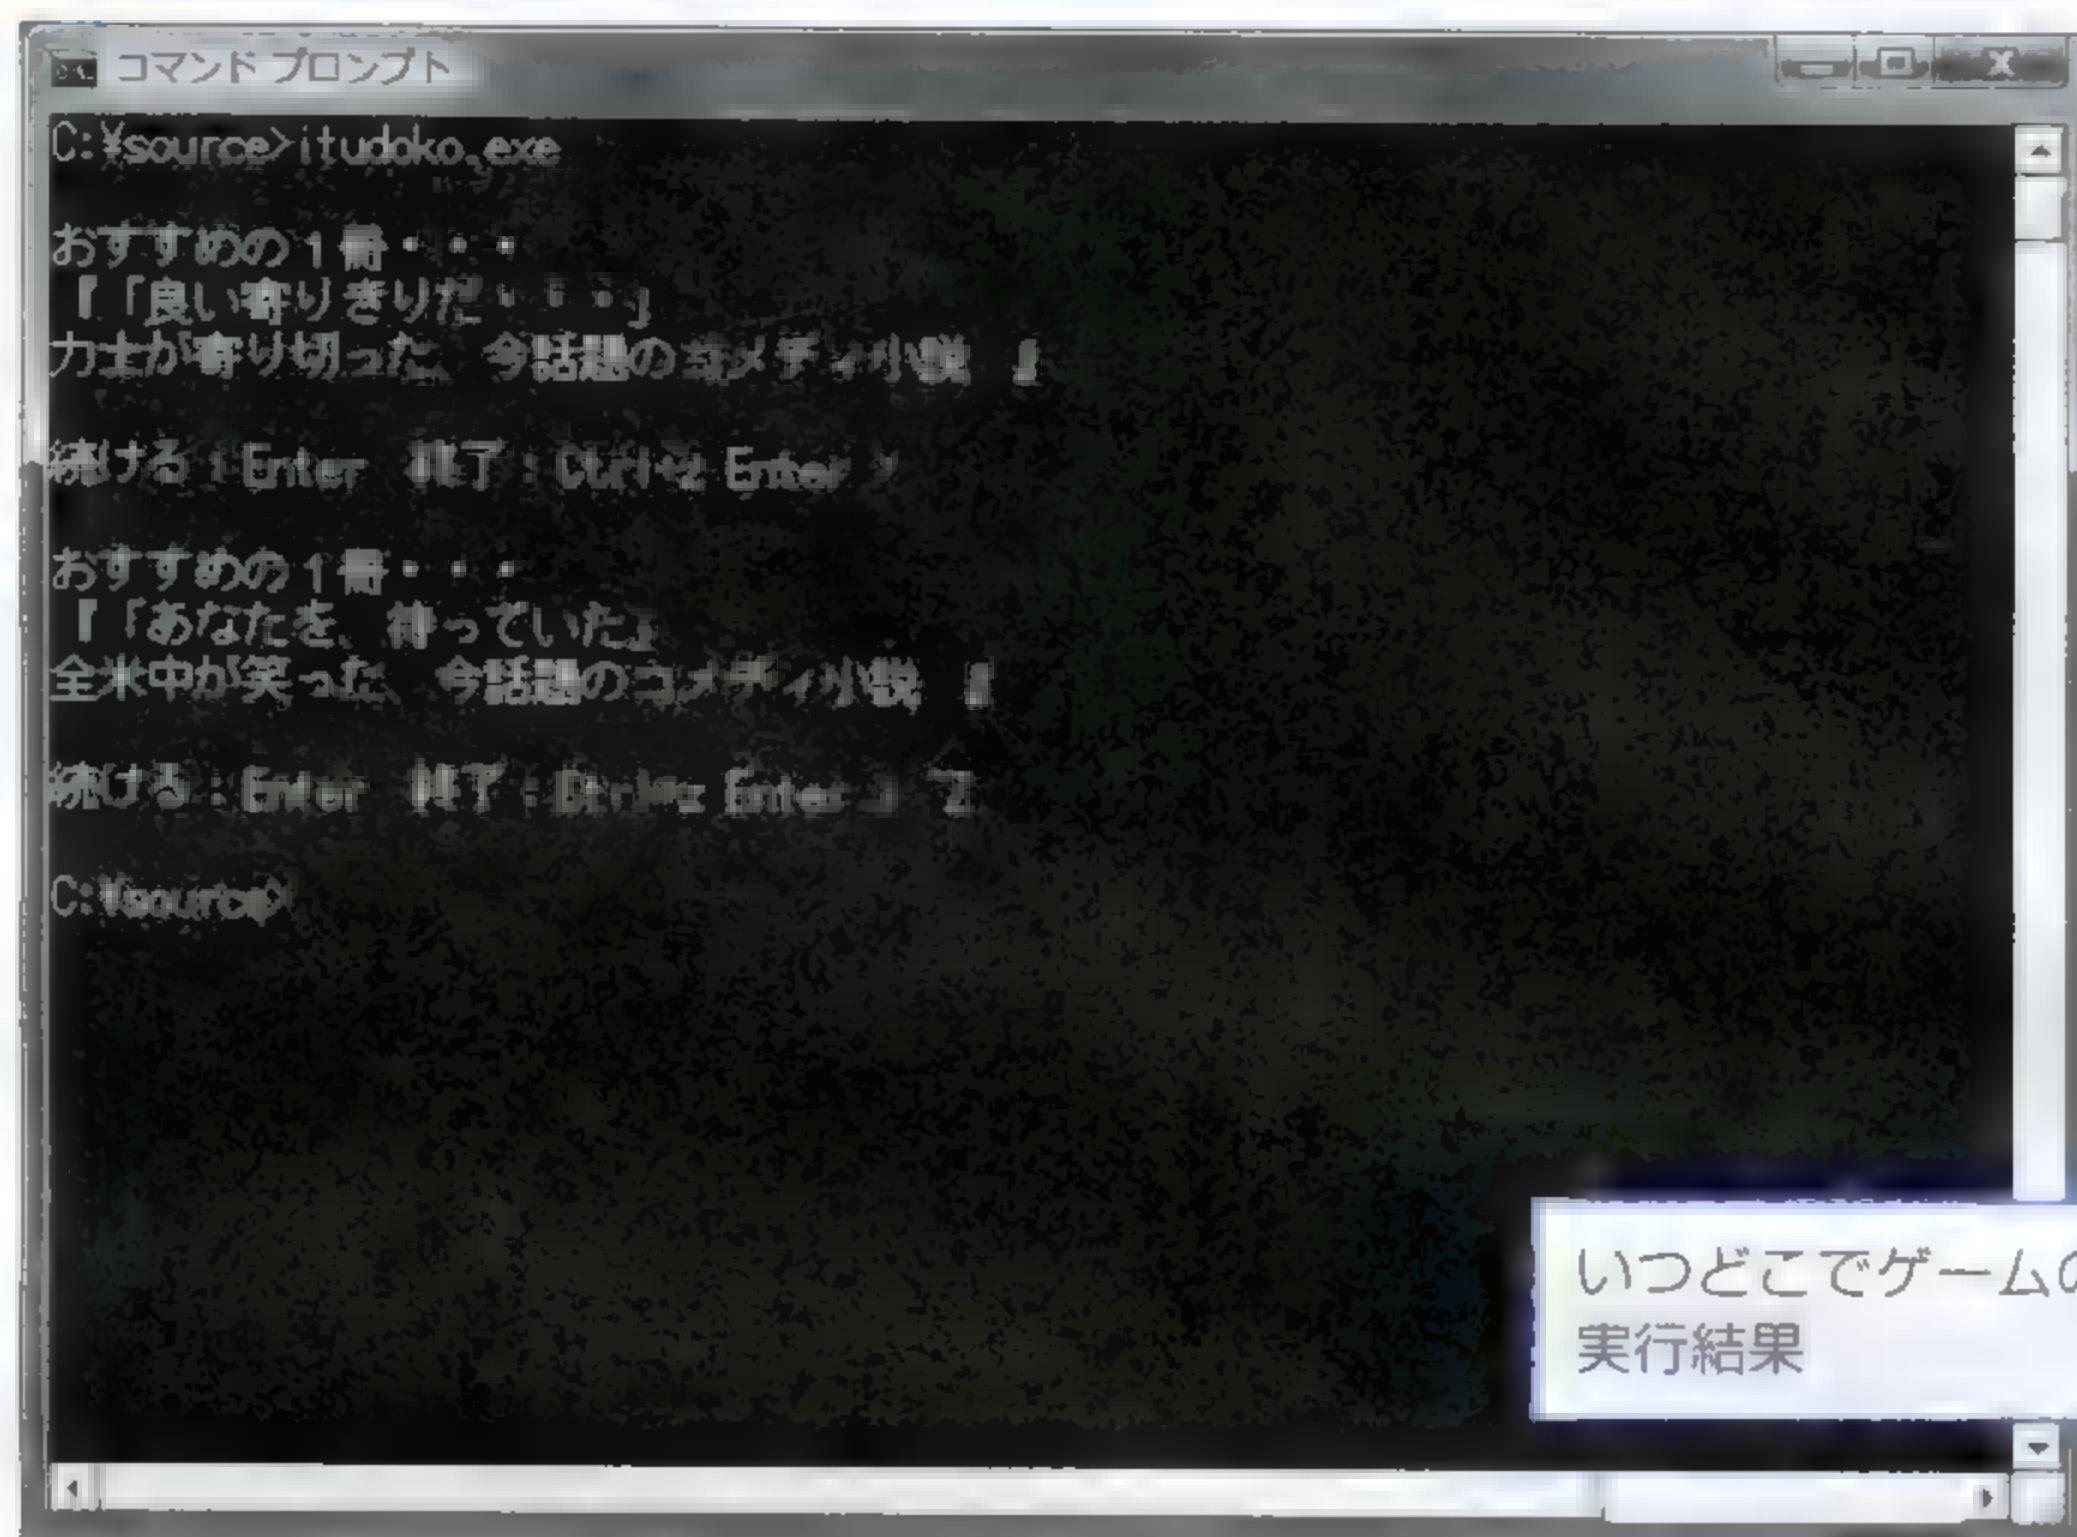 コマンド プロンプト
C:¥source>itudoko.exe
おすすめの1冊・・・
『「良い寄りきりだ・・・」
力士が寄り切った、今話題のコメディ小説 』
続ける：Enter 終了：Ctrl+z Enter >
おすすめの1冊・・・
『「あなたを、待っていた」
全米中が笑った、今話題のコメディ小説 』
続ける：Enter 終了：Ctrl+z Enter > ^Z
C:¥source>
いつどこでゲームの
実行結果